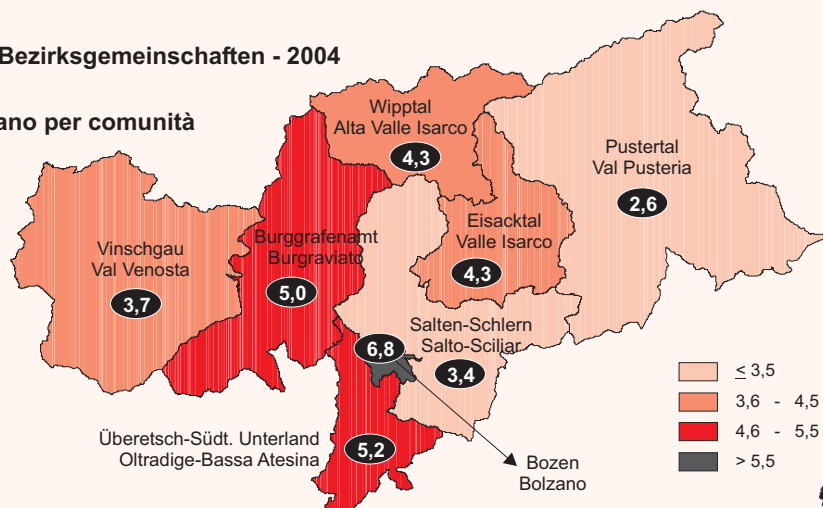 Bezirksgemeinschaften - 2004
ano per comunità
Wipptal
Alta Valle Isarco
4,3
Pustertal
Val Pusteria
2,6
Eisacktal
Valle Isarco
4,3
Burggrafenamt
Burgraviato
5,0
Vinschgau
Val Venosta
3,7
Salten-Schlern
Salto-Sciliar
3,4
6,8
Überetsch-Südt. Unterland
Oltradige-Bassa Atesina
5,2
Bozen
Bolzano
≤ 3,5
3,6 - 4,5
4,6 - 5,5
> 5,5